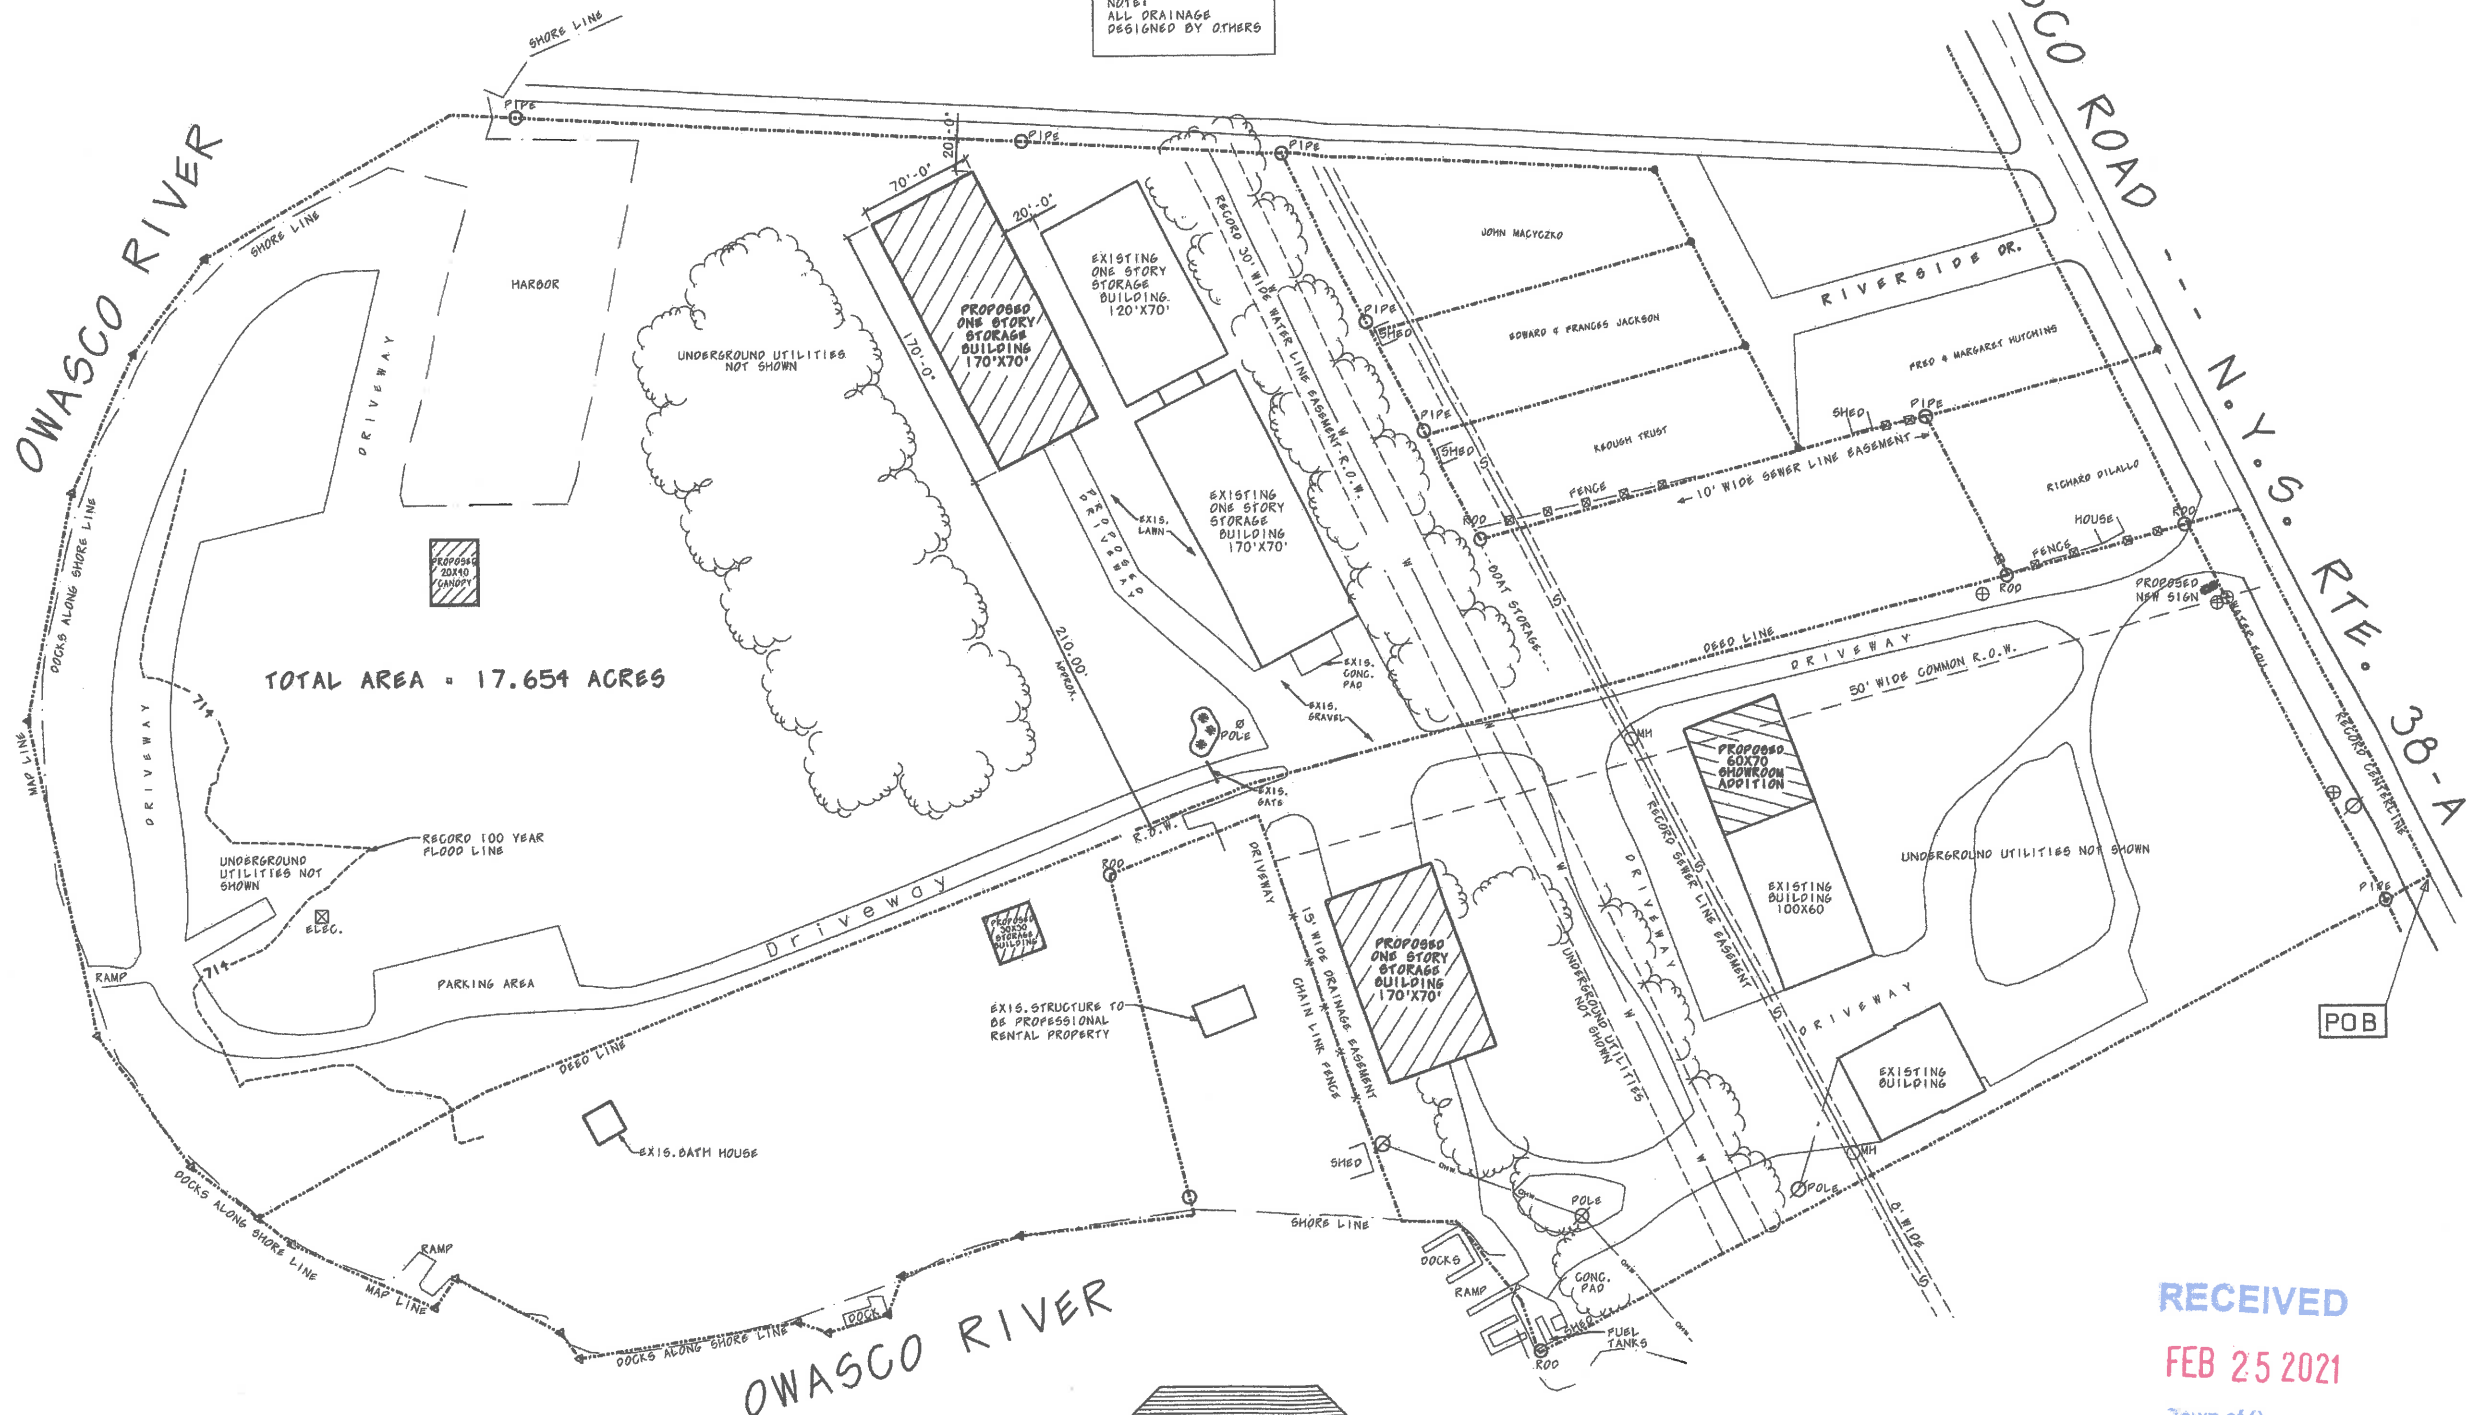 NOTE:
ALL DRAINAGE
DESIGNED BY OTHERS
SHORE LINE
PIPE
PIPE
PIPE
20'-0"
70'-0"
20'-0"
170'-0"
OWASCO RIVER
SHORE LINE
HARBOR
DRIVEWAY
UNDERGROUND UTILITIES
NOT SHOWN
PROPOSED
ONE STORY
STORAGE
BUILDING
170'X70'
EXISTING
ONE STORY
STORAGE
BUILDING
120'X70'
RECORD 30' WIDE WATER LINE EASEMENT-R.O.W.
W
W
JOHN MACYCZKO
PIPE
SHED
EDWARD & FRANCES JACKSON
PIPE
SHED
KEOUGH TRUST
RIVERSIDE DR.
ROAD --- N.Y.S. RTE. 38-A
FRED & MARGARET HUTCHINS
SHED
PIPE
10' WIDE SEWER LINE EASEMENT
FENCE
ROD
RICHARD DILALLO
HOUSE
ROD
FENCE
ROD
PROPOSED
NEW SIGN
DEED LINE
DRIVEWAY
50' WIDE COMMON R.O.W.
RECORD CENTERLINE
PIPE
POB
EXISTING
ONE STORY
STORAGE
BUILDING
170'X70'
EXIS.
LAWN
PROPOSED
DRIVEWAY
BOAT STORAGE...
S
S
W
EXIS.
CONC.
PAD
EXIS.
GRAVEL
210.00'
APPROX.
POLE
EXIS.
GATE
R.O.W.
PROPOSED
20X40
CANOPY
DOCKS ALONG SHORE LINE
TOTAL AREA = 17.654 ACRES
714
MAP LINE
DRIVEWAY
RECORD 100 YEAR
FLOOD LINE
UNDERGROUND
UTILITIES NOT
SHOWN
ELEC.
714
RAMP
PARKING AREA
Driveway
DEED LINE
ROD
PROPOSED
30X30
STORAGE
BUILDING
EXIS. STRUCTURE TO
BE PROFESSIONAL
RENTAL PROPERTY
DRIVEWAY
15' WIDE DRAINAGE EASEMENT
CHAIN LINK FENCE
PROPOSED
ONE STORY
STORAGE
BUILDING
170'X70'
MH
PROPOSED
60X70
SHOWROOM
ADDITION
EXISTING
BUILDING
100X60
RECORD SEWER LINE EASEMENT
DRIVEWAY
UNDERGROUND UTILITIES
NOT SHOWN
W
W
W
S
S
UNDERGROUND UTILITIES NOT SHOWN
DRIVEWAY
EXISTING
BUILDING
MH
POLE
8' WIDE
S
EXIS. BATH HOUSE
SHED
OHW
OHW
POLE
OHW
OHW
SHORE LINE
DOCKS
RAMP
CONC.
PAD
SHED
FUEL
TANKS
ROD
DOCKS ALONG SHORE LINE
RAMP
MAP LINE
DOCK
DOCKS ALONG SHORE LINE
OWASCO RIVER
RECEIVED
FEB 25 2021